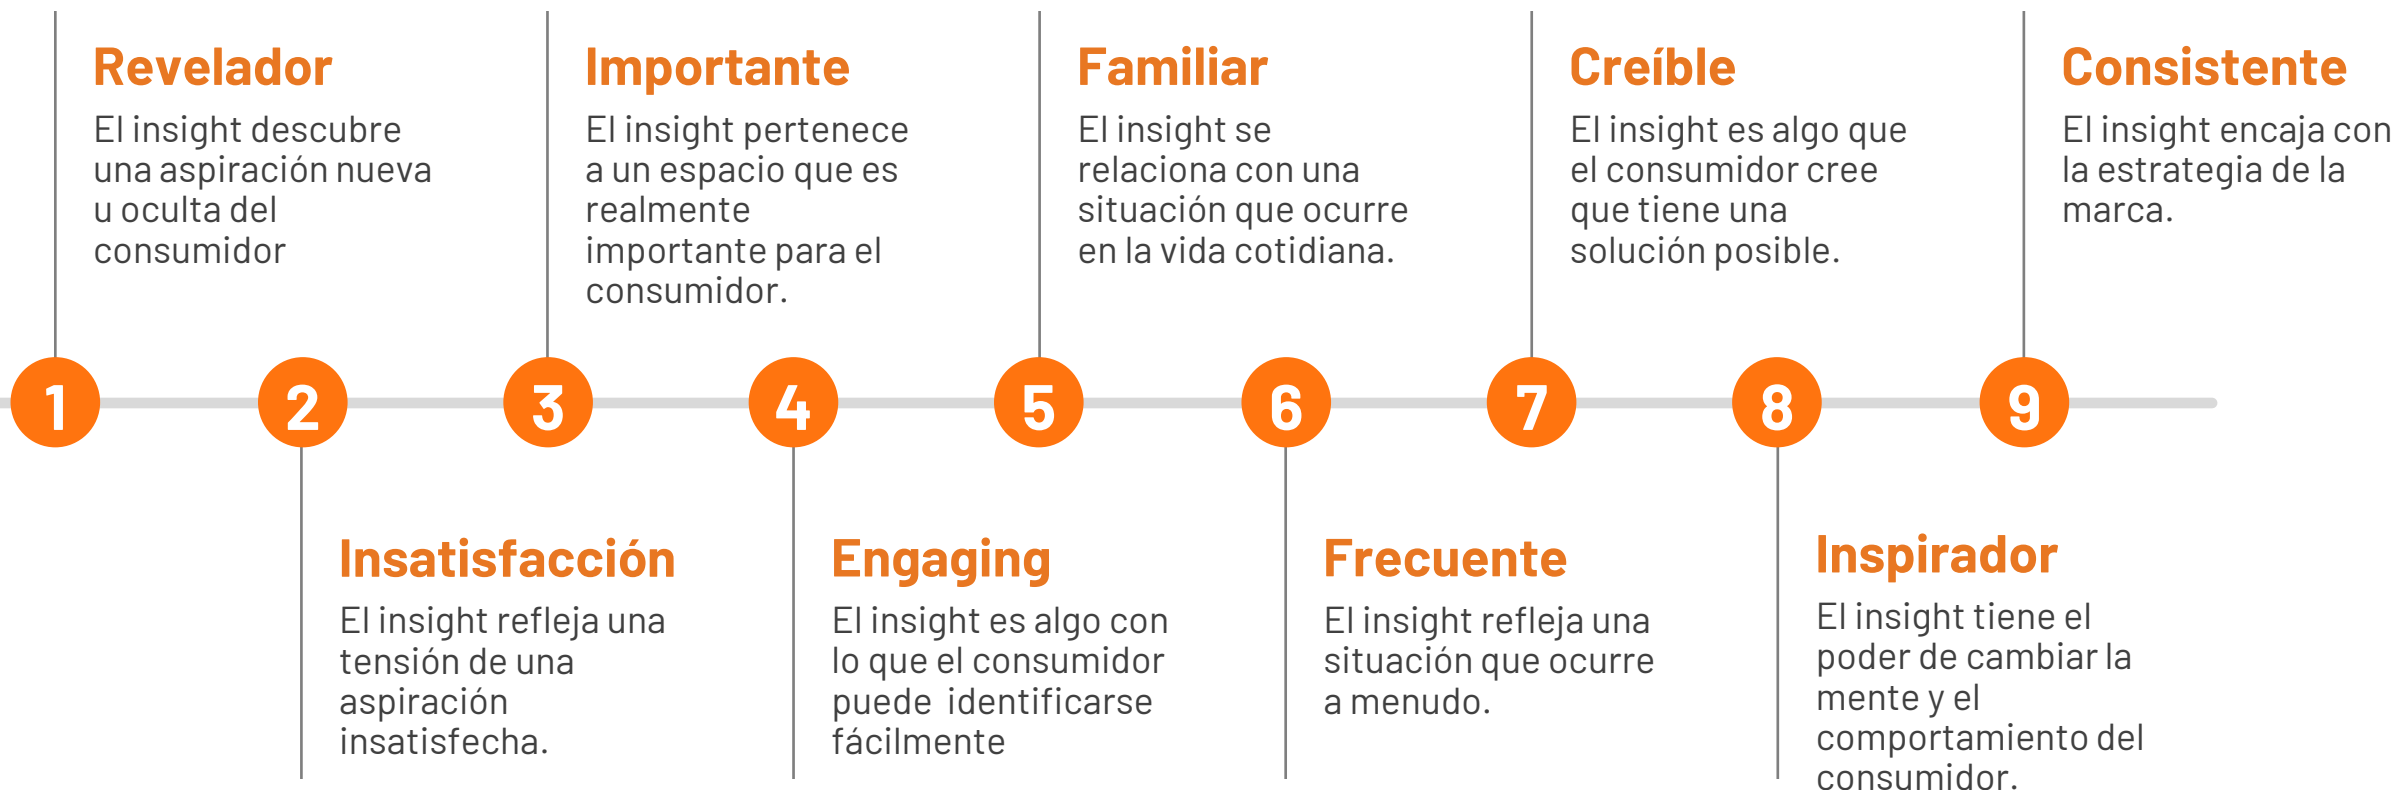 Revelador
El insight descubre
una aspiración nueva
u oculta del
consumidor
Importante
El insight pertenece
a un espacio que es
realmente
importante para el
consumidor.
Familiar
El insight se
relaciona con una
situación que ocurre
en la vida cotidiana.
Creíble
El insight es algo que
el consumidor cree
que tiene una
solución posible.
Consistente
El insight encaja con
la estrategia de la
marca.
1
2
3
4
5
6
7
8
9
Insatisfacción
El insight refleja una
tensión de una
aspiración
insatisfecha.
Engaging
El insight es algo con
lo que el consumidor
puede  identificarse
fácilmente
Frecuente
El insight refleja una
situación que ocurre
a menudo.
Inspirador
El insight tiene el
poder de cambiar la
mente y el
comportamiento del
consumidor.